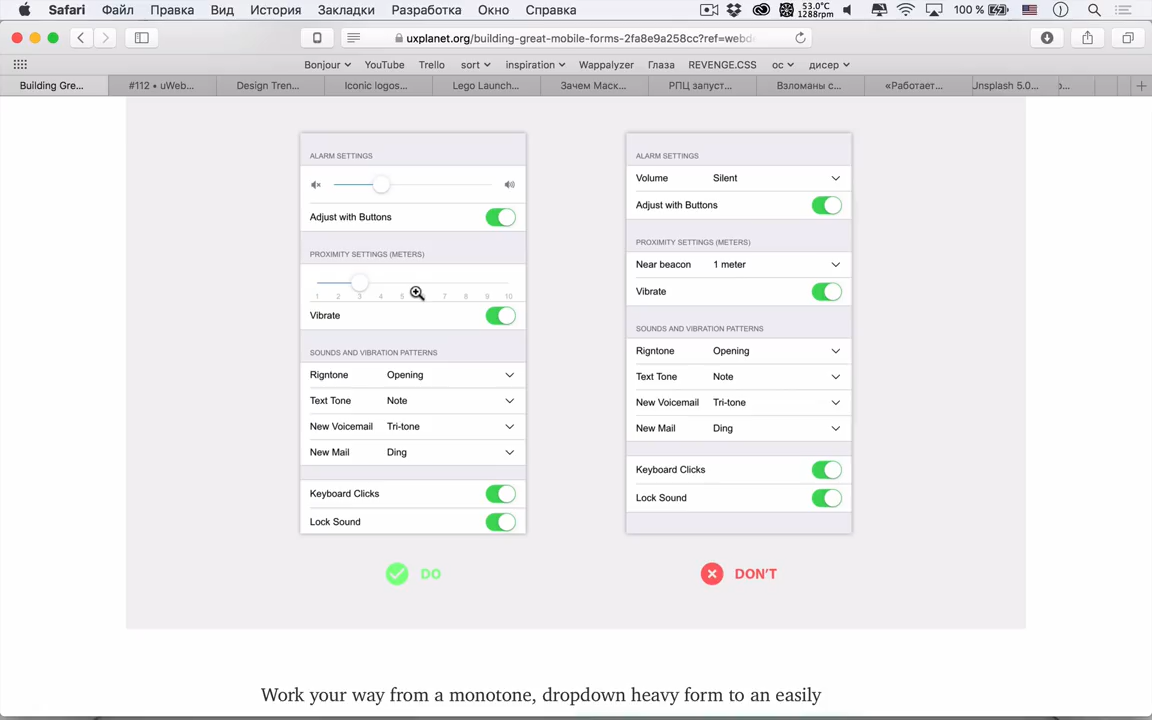 Safari Файл Правка Вид История Закладки Разработка Окно Справка 53.0°C 1288rpm 100 %
uxplanet.org/building-great-mobile-forms-2fa8e9a258cc?ref=webd
Bonjour YouTube Trello sort inspiration Wappalyzer Глаза REVENGE.CSS ос дисер
Building Gre... #112 • uWeb... Design Tren... Iconic logos... Lego Launch... Зачем Маск... РПЦ запуст... Взломаны с... «Работает... Unsplash 5.0...
ALARM SETTINGS
Adjust with Buttons
PROXIMITY SETTINGS (METERS)
1 2 3 4 5 7 8 9 10
Vibrate
SOUNDS AND VIBRATION PATTERNS
Rigntone Opening
Text Tone Note
New Voicemail Tri-tone
New Mail Ding
Keyboard Clicks
Lock Sound
DO
ALARM SETTINGS
Volume Silent
Adjust with Buttons
PROXIMITY SETTINGS (METERS)
Near beacon 1 meter
Vibrate
SOUNDS AND VIBRATION PATTERNS
Rigntone Opening
Text Tone Note
New Voicemail Tri-tone
New Mail Ding
Keyboard Clicks
Lock Sound
DON'T
Work your way from a monotone, dropdown heavy form to an easily